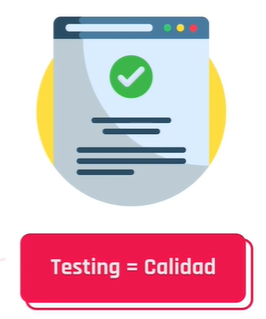 Testing = Calidad